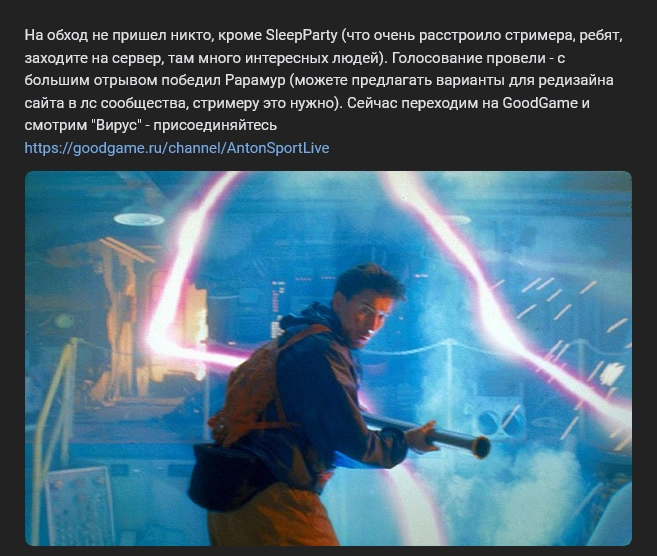 На обход не пришел никто, кроме SleepParty (что очень расстроило стримера, ребят,
заходите на сервер, там много интересных людей). Голосование провели - с
большим отрывом победил Рарамур (можете предлагать варианты для редизайна
сайта в лс сообщества, стримеру это нужно). Сейчас переходим на GoodGame и
смотрим "Вирус" - присоединяйтесь
https://goodgame.ru/channel/AntonSportLive